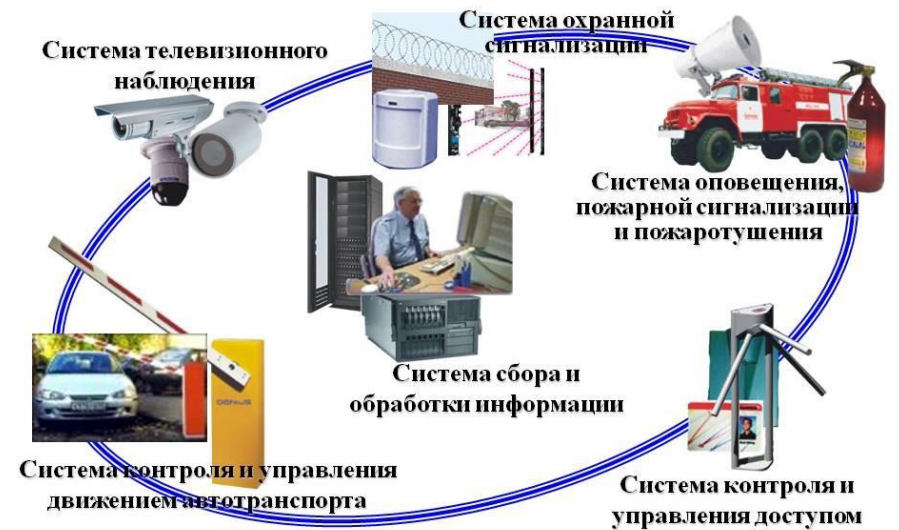 Система охранной
сигнализации
Система телевизионного
наблюдения
Система оповещения,
пожарной сигнализации
и пожаротушения
Система сбора и
обработки информации
Система контроля и управления
движением автотранспорта
Система контроля и
управления доступом